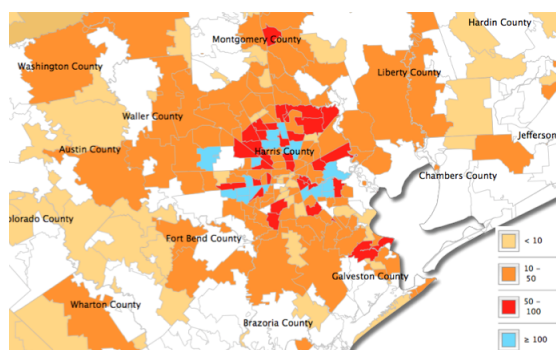 Hardin County
Montgomery County
Washington County
Liberty County
Waller County
Jefferson
Austin County
Harris County
Chambers County
olorado County
Fort Bend County
< 10
Galveston County
10 –
50
Wharton County
50 –
100
Brazoria County
≥ 100